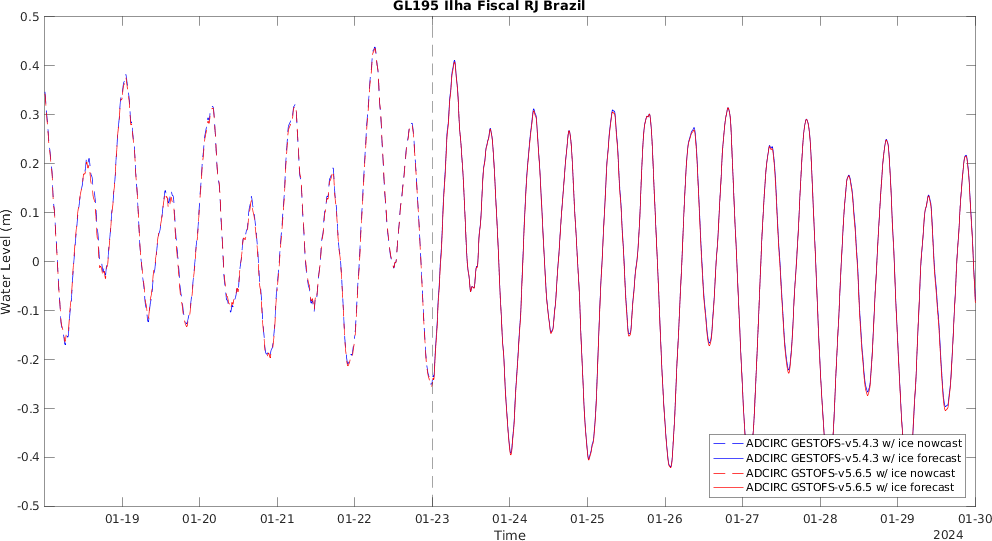 GL195 Ilha Fiscal RJ Brazil
0.5
0.4
0.3
0.2
0.1
0
-0.1
-0.2
-0.3
-0.4
-0.5
Water Level (m)
ADCIRC GESTOFS-v5.4.3 w/ ice nowcast
ADCIRC GESTOFS-v5.4.3 w/ ice forecast
ADCIRC GSTOFS-v5.6.5 w/ ice nowcast
ADCIRC GSTOFS-v5.6.5 w/ ice forecast
01-19 01-20 01-21 01-22 01-23 01-24 01-25 01-26 01-27 01-28 01-29 01-30
Time
2024